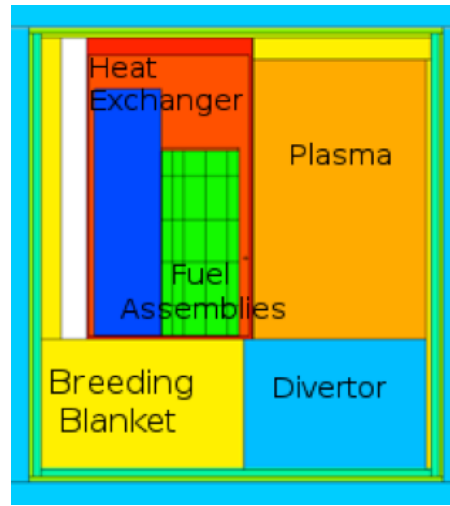 Heat
Exchanger
Plasma
Fuel
Assemblies
Breeding
Blanket
Divertor